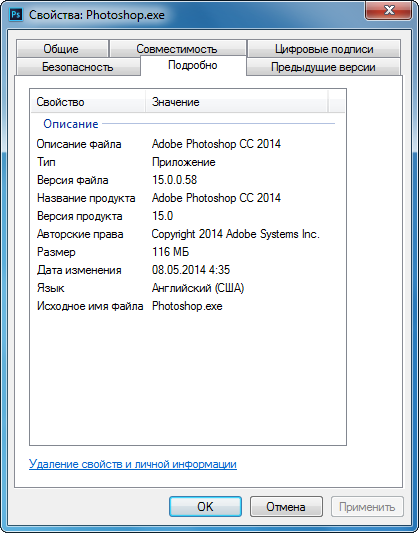 Ps Свойства: Photoshop.exe
Общие Совместимость Цифровые подписи
Безопасность Подробно Предыдущие версии
Свойство Значение
Описание
Описание файла Adobe Photoshop CC 2014
Тип Приложение
Версия файла 15.0.0.58
Название продукта Adobe Photoshop CC 2014
Версия продукта 15.0
Авторские права Copyright 2014 Adobe Systems Inc.
Размер 116 МБ
Дата изменения 08.05.2014 4:35
Язык Английский (США)
Исходное имя файла Photoshop.exe
Удаление свойств и личной информации
OK Отмена Применить